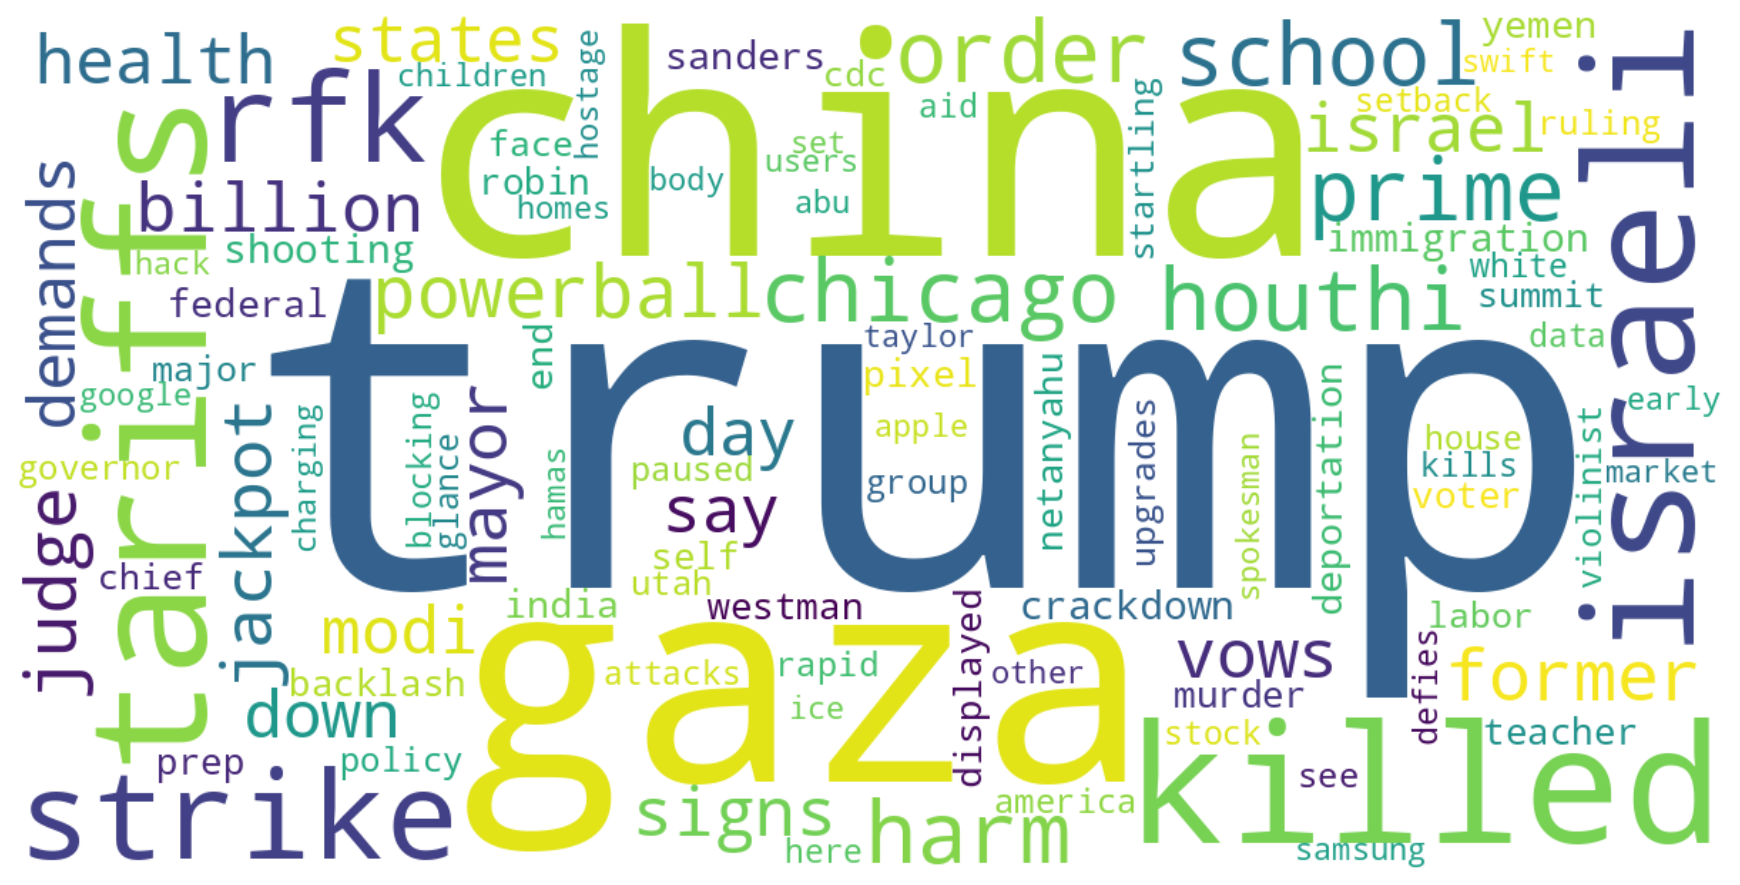 health
states
children
hostage
sanders
cdc
order
school
yemen
swift
rfk
china
aid
startling
setback
israel
ruling
israeli
tariffs
face
robin
homes
body
set
users
abu
prime
immigration
demands
billion
shooting
hack
federal
powerball
chicago
houthi
white
summit
data
major
google
end
trump
taylor
pixel
apple
group
netanyahu
upgrades
spokesman
deportation
house
kills
voter
violinist
early
market
governor
judge
jackpot
charging
blocking
glance
mayor
hamas
day
paused
say
self
utah
chief
india
westman
displayed
crackdown
labor
modi
backlash
gaza
attacks
rapid
ice
other
vows
murder
defies
former
down
prep
policy
stock
teacher
strike
signs
here
harm
america
killed
see
samsung